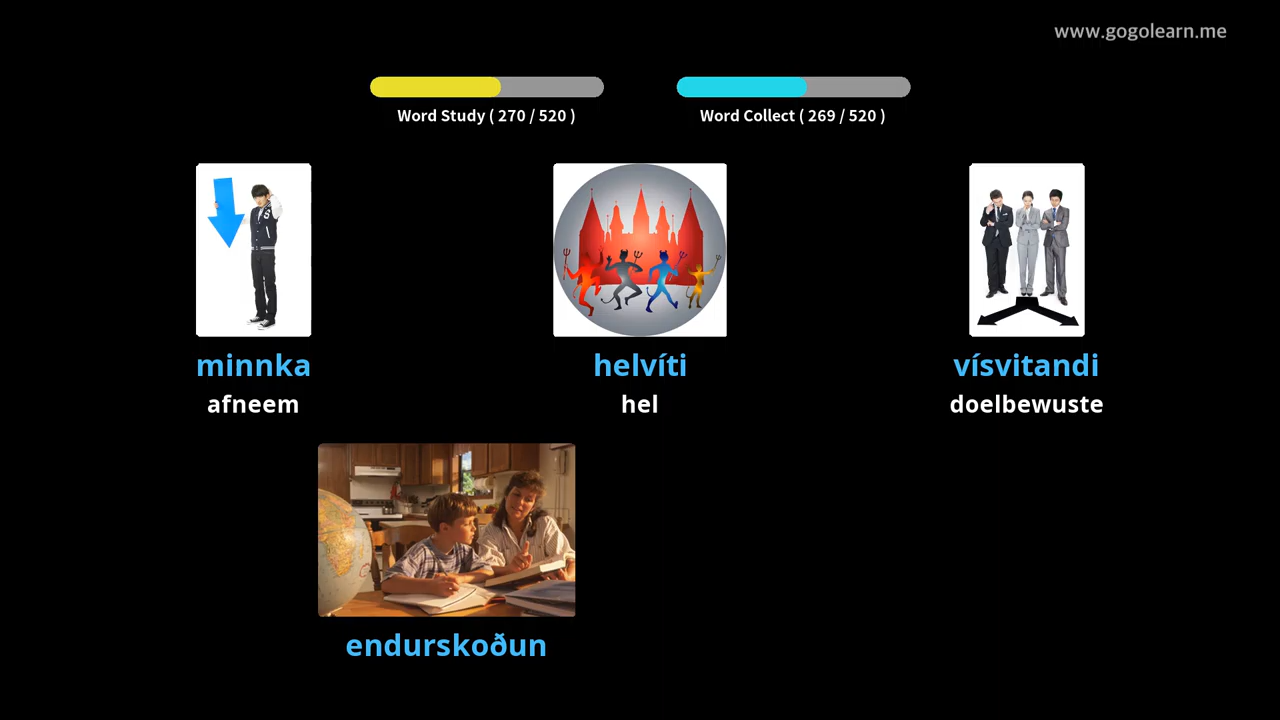 www.gogolearn.me
Word Study ( 270 / 520 )
Word Collect ( 269 / 520 )
minnka
helvíti
vísvitandi
afneem
hel
doelbewuste
endurskoðun